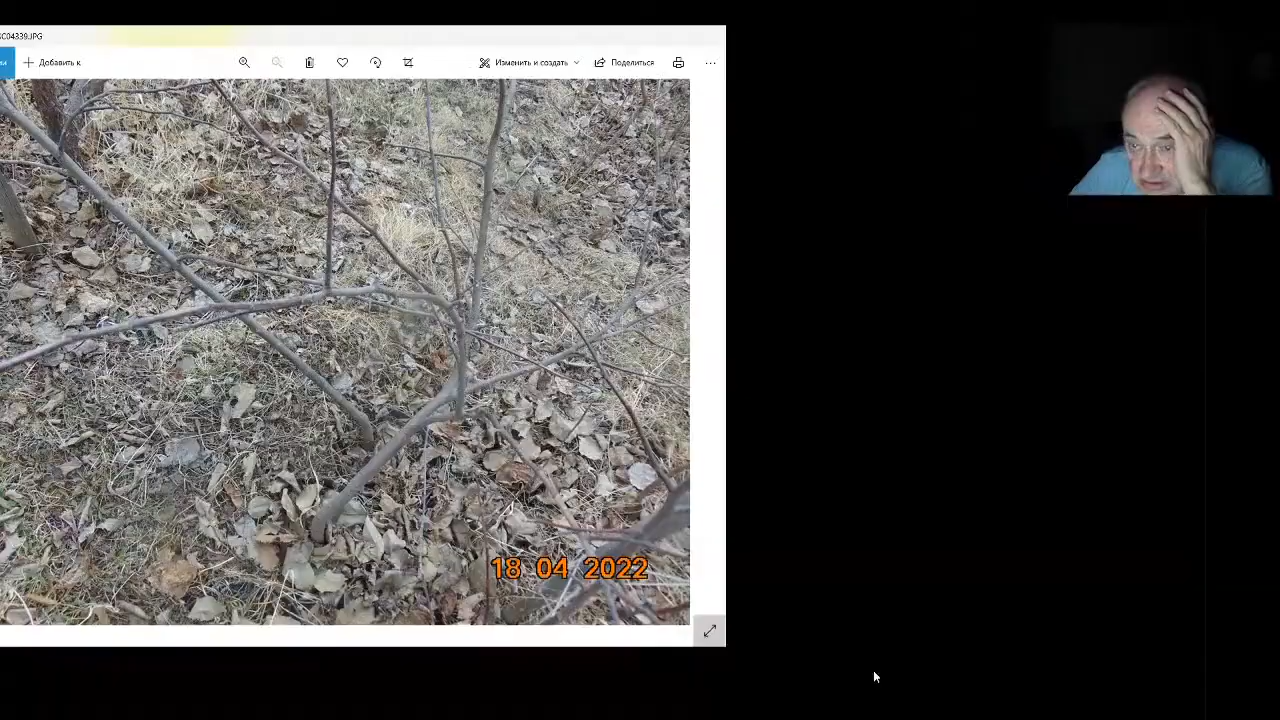 C04339.JPG
Добавить к
Изменить и создать
Поделиться
18 04 2022